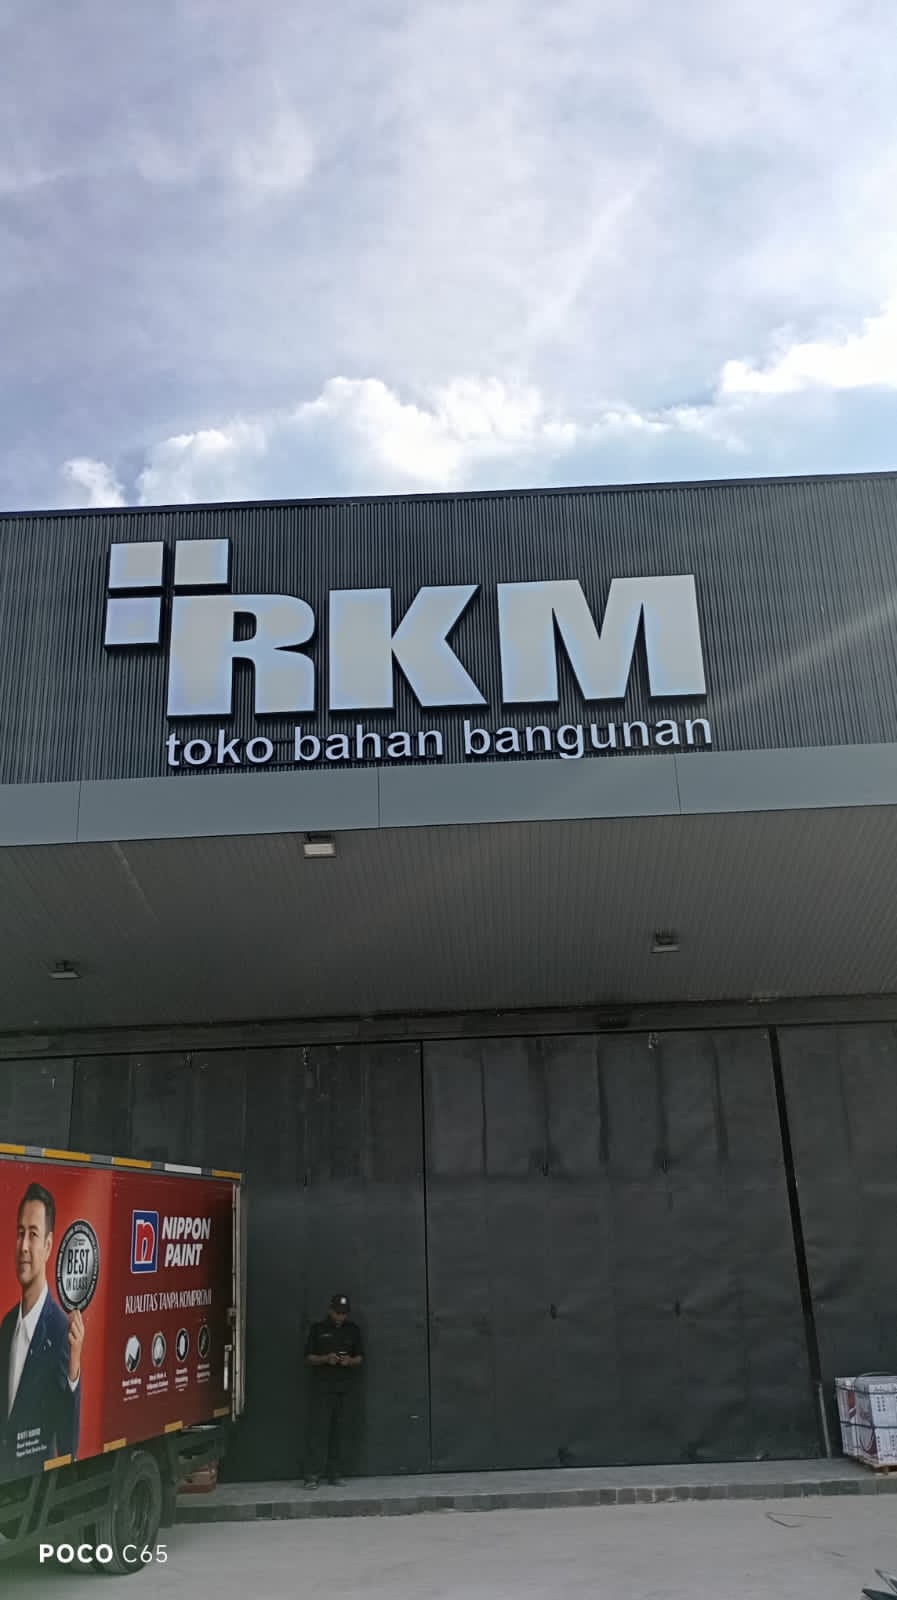 RKM
toko bahan bangunan
BEST
IN CLASS
NIPPON
PAINT
KUALITAS TANPA KOMPROMI
POCO C65